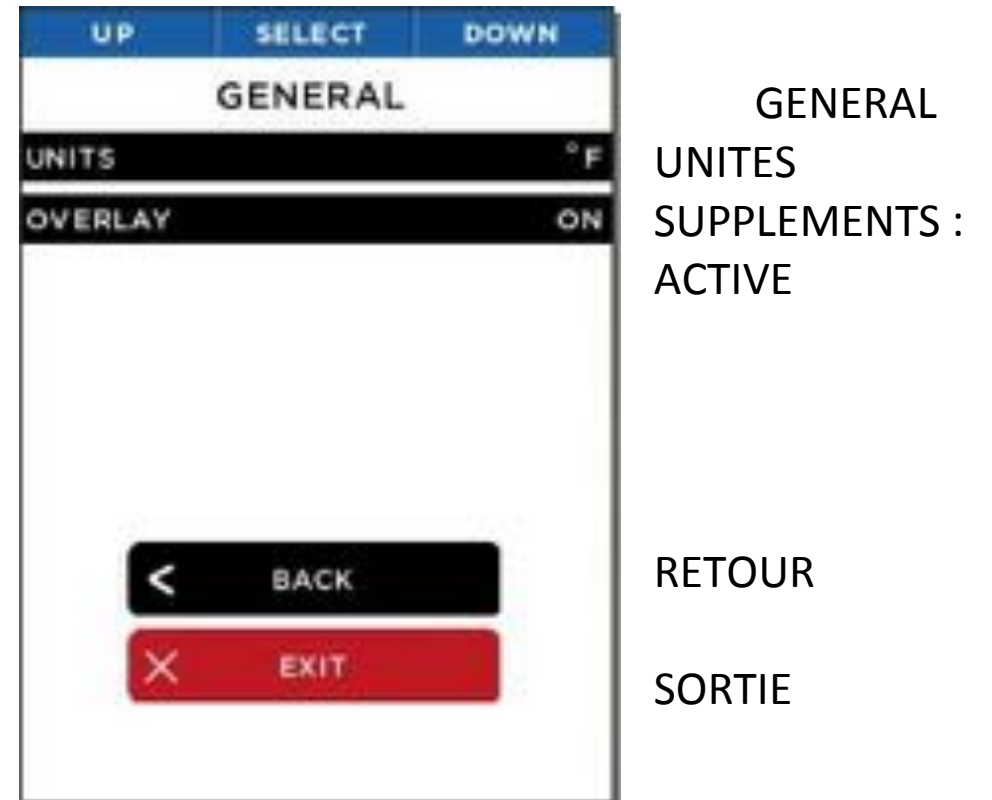 UP SELECT DOWN
GENERAL
UNITS °F
OVERLAY ON
< BACK
X EXIT
GENERAL
UNITES
SUPPLEMENTS :
ACTIVE
RETOUR
SORTIE